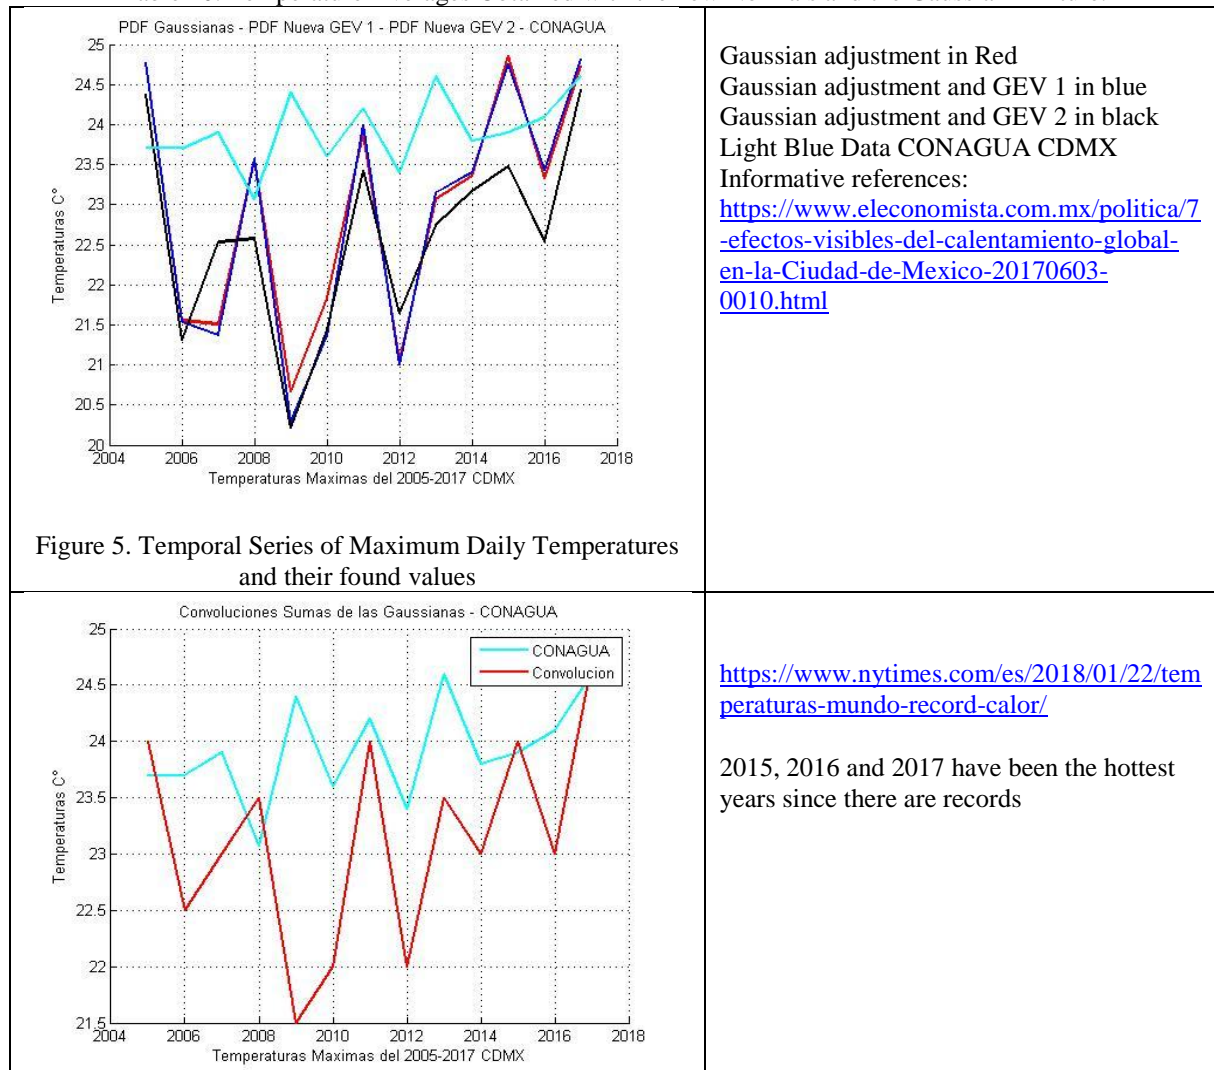 PDF Gaussianas - PDF Nueva GEV 1 - PDF Nueva GEV 2 - CONAGUA
25
24.5
24
23.5
23
22.5
22
21.5
21
20.5
20
Temperaturas C°
2004 2006 2008 2010 2012 2014 2016 2018
Temperaturas Maximas del 2005-2017 CDMX
Figure 5. Temporal Series of Maximum Daily Temperatures
and their found values
Gaussian adjustment in Red
Gaussian adjustment and GEV 1 in blue
Gaussian adjustment and GEV 2 in black
Light Blue Data CONAGUA CDMX
Informative references:
https://www.eleconomista.com.mx/politica/7
-efectos-visibles-del-calentamiento-global-
en-la-Ciudad-de-Mexico-20170603-
0010.html
Convoluciones Sumas de las Gaussianas - CONAGUA
25
24.5
24
23.5
23
22.5
22
21.5
Temperaturas C°
CONAGUA
Convolucion
2004 2006 2008 2010 2012 2014 2016 2018
Temperaturas Maximas del 2005-2017 CDMX
https://www.nytimes.com/es/2018/01/22/tem
peraturas-mundo-record-calor/
2015, 2016 and 2017 have been the hottest
years since there are records